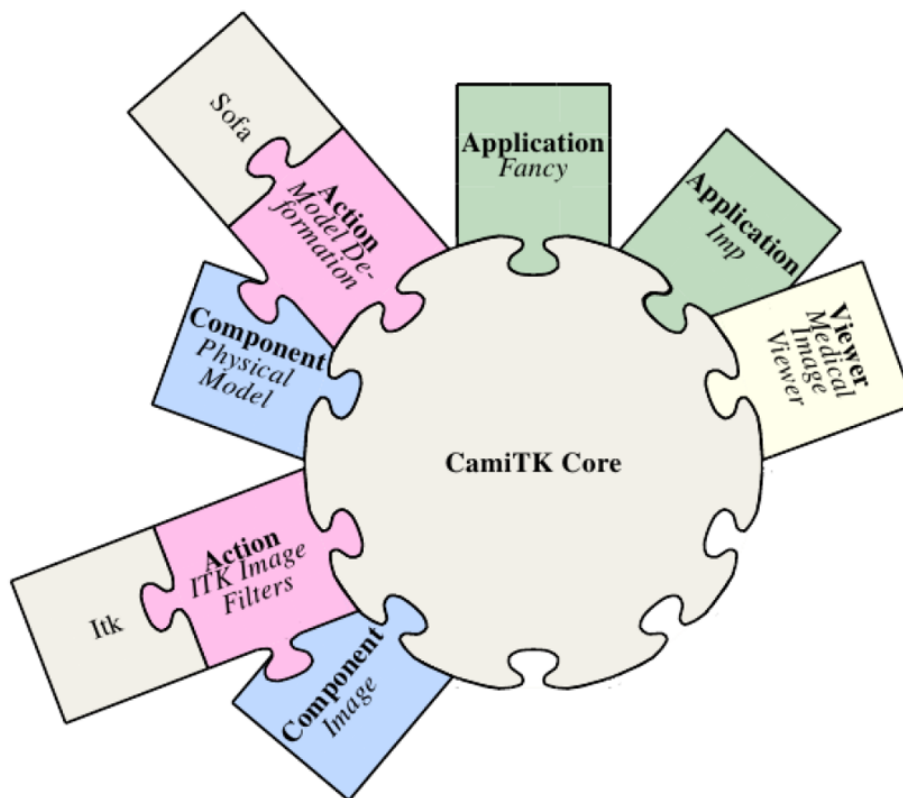 Sofa
Action
Model De-
formation
Application
Fancy
Application
Imp
Viewer
Medical
Image
Viewer
Component
Physical
Model
CamiTK Core
Action
ITK Image
Filters
Itk
Component
Image